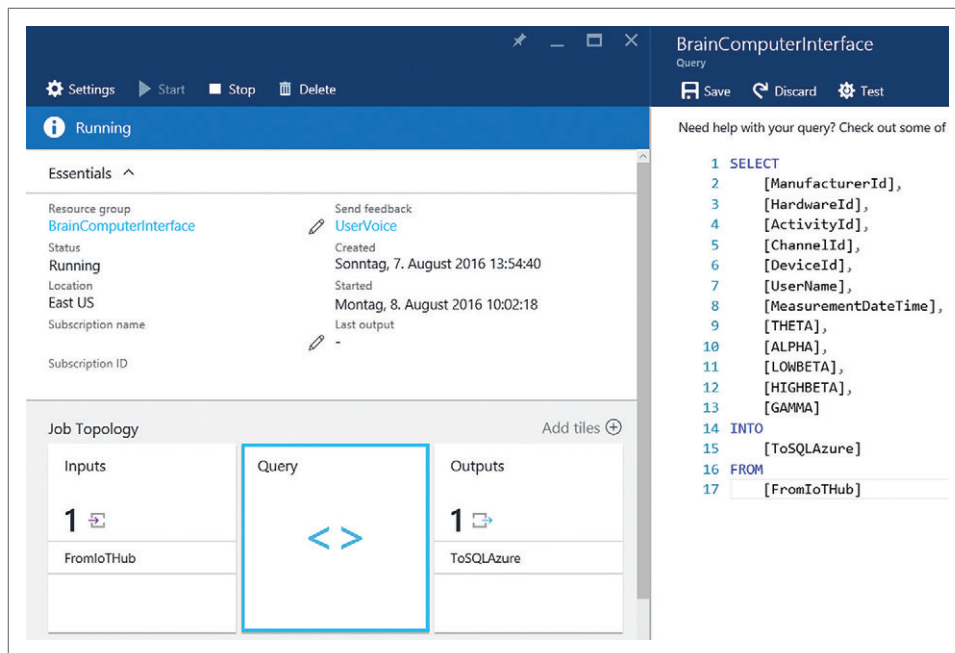 Settings Start Stop Delete
Running
Essentials
Resource group
BrainComputerInterface
Status
Running
Location
East US
Subscription name
Subscription ID
Send feedback
UserVoice
Created
Sonntag, 7. August 2016 13:54:40
Started
Montag, 8. August 2016 10:02:18
Last output
-
Job Topology
Add tiles
Inputs
1
FromIoTHub
Query
< >
Outputs
1
ToSQLAzure
BrainComputerInterface
Query
Save Discard Test
Need help with your query? Check out some of
1 SELECT
2 [ManufacturerId],
3 [HardwareId],
4 [ActivityId],
5 [ChannelId],
6 [DeviceId],
7 [UserName],
8 [MeasurementDateTime],
9 [THETA],
10 [ALPHA],
11 [LOWBETA],
12 [HIGHBETA],
13 [GAMMA]
14 INTO
15 [ToSQLAzure]
16 FROM
17 [FromIoTHub]